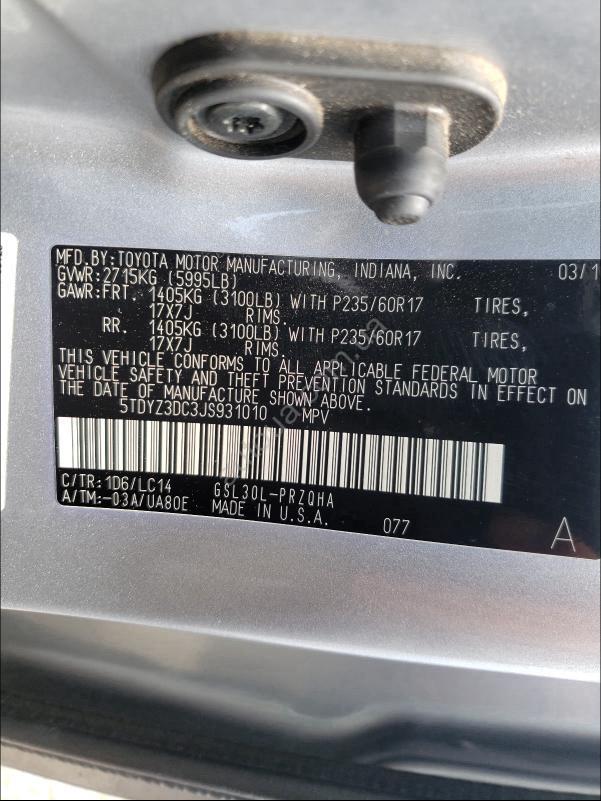 MFD.BY:TOYOTA MOTOR MANUFACTURING, INDIANA, INC. 03/1
GVWR:2715KG (5995LB)
GAWR:FRT. 1405KG (3100LB) WITH P235/60R17 TIRES,
17X7J RIMS.
RR. 1405KG (3100LB) WITH P235/60R17 TIRES,
17X7J RIMS.
THIS VEHICLE CONFORMS TO ALL APPLICABLE FEDERAL MOTOR
VEHICLE SAFETY AND THEFT PREVENTION STANDARDS IN EFFECT ON
THE DATE OF MANUFACTURE SHOWN ABOVE.
5TDYZ3DC3JS931010 MPV
C/TR:1D6/LC14 GSL30L-PRZQHA
A/TM:-03A/UA80E MADE IN U.S.A. 077 A